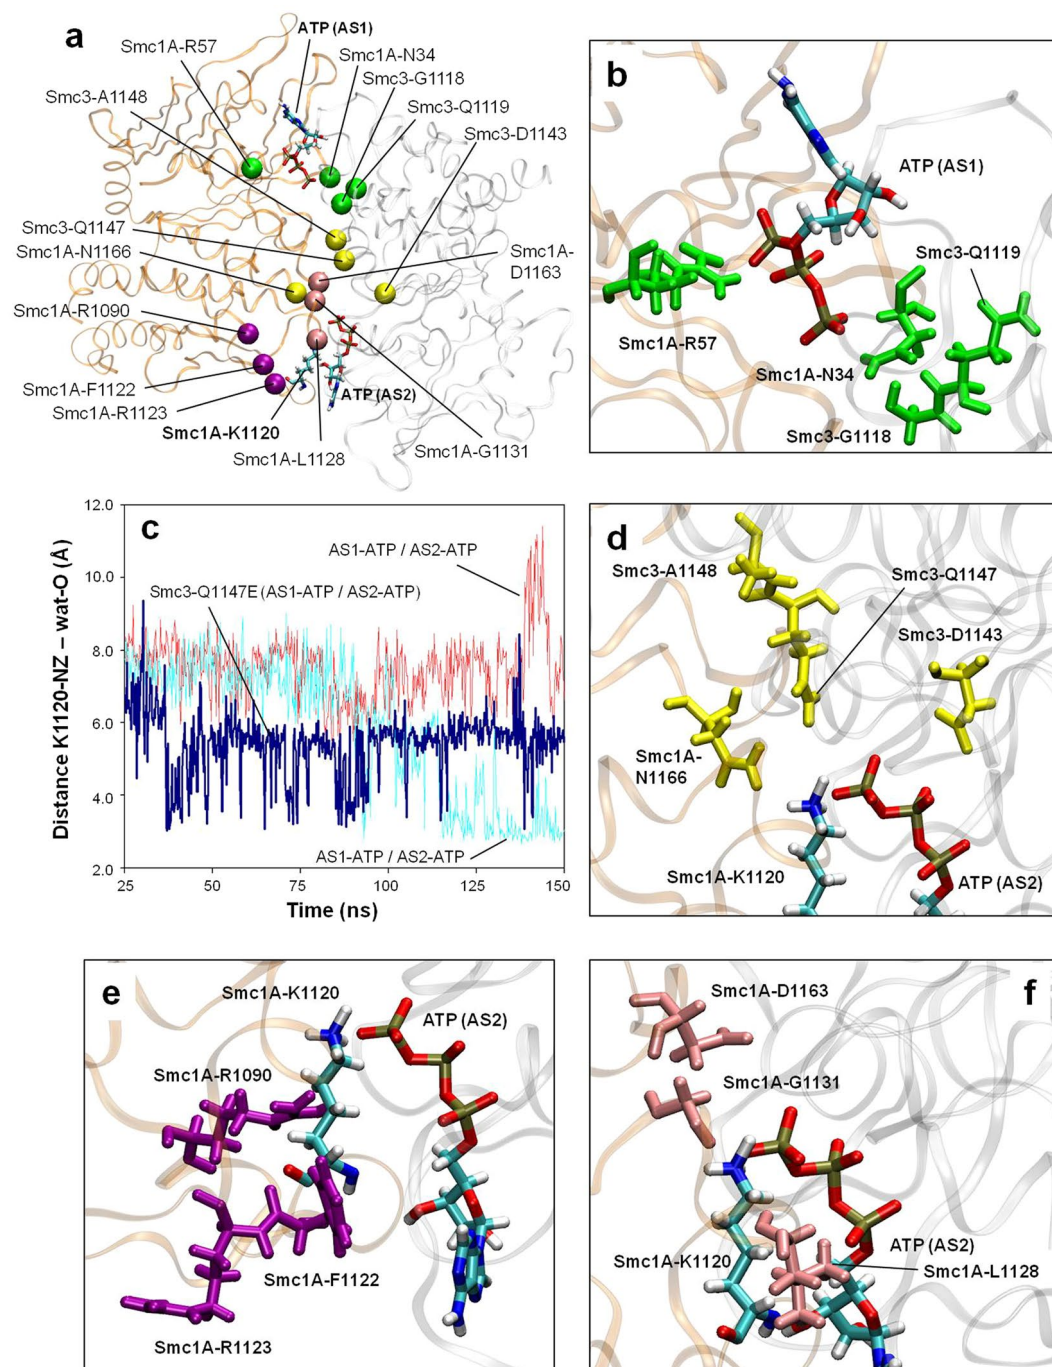 a
ATP (AS1)
Smc1A-R57
Smc1A-N34
Smc3-G1118
Smc3-A1148
Smc3-Q1119
Smc3-D1143
Smc3-Q1147
Smc1A-N1166
Smc1A-
D1163
Smc1A-R1090
Smc1A-F1122
Smc1A-R1123
ATP (AS2)
Smc1A-K1120
Smc1A-L1128
Smc1A-G1131
b
ATP (AS1)
Smc3-Q1119
Smc1A-R57
Smc1A-N34
Smc3-G1118
c
Distance K1120-NZ – wat-O (Å)
12.0
10.0
8.0
6.0
4.0
2.0
AS1-ATP / AS2-ATP
Smc3-Q1147E (AS1-ATP / AS2-ATP)
AS1-ATP / AS2-ATP
25
50
75
100
125
150
Time (ns)
d
Smc3-A1148
Smc3-Q1147
Smc3-D1143
Smc1A-
N1166
Smc1A-K1120
ATP (AS2)
e
Smc1A-K1120
ATP (AS2)
Smc1A-R1090
Smc1A-F1122
Smc1A-R1123
f
Smc1A-D1163
Smc1A-G1131
Smc1A-K1120
ATP (AS2)
Smc1A-L1128